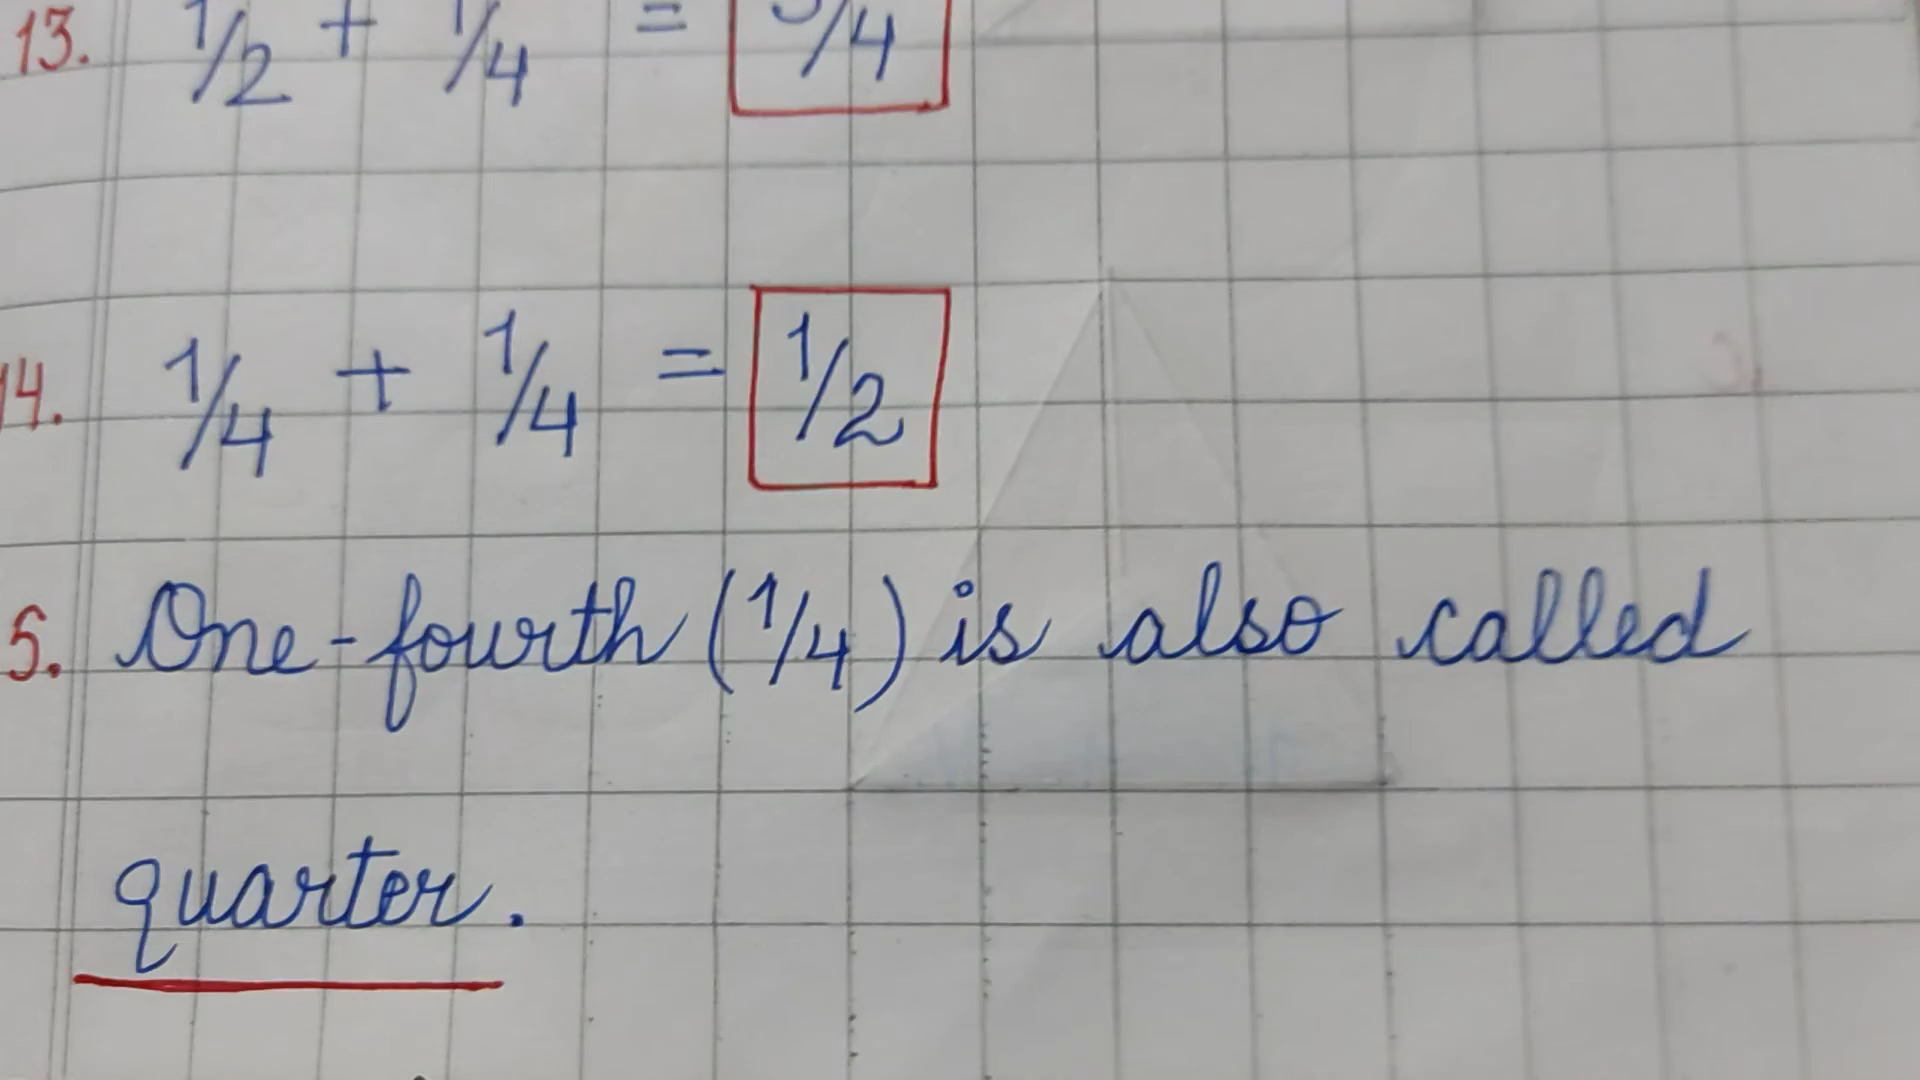 13. 1/2 + 1/4 = 3/4
14. 1/4 + 1/4 = 1/2
5. One-fourth (1/4) is also called
quarter.